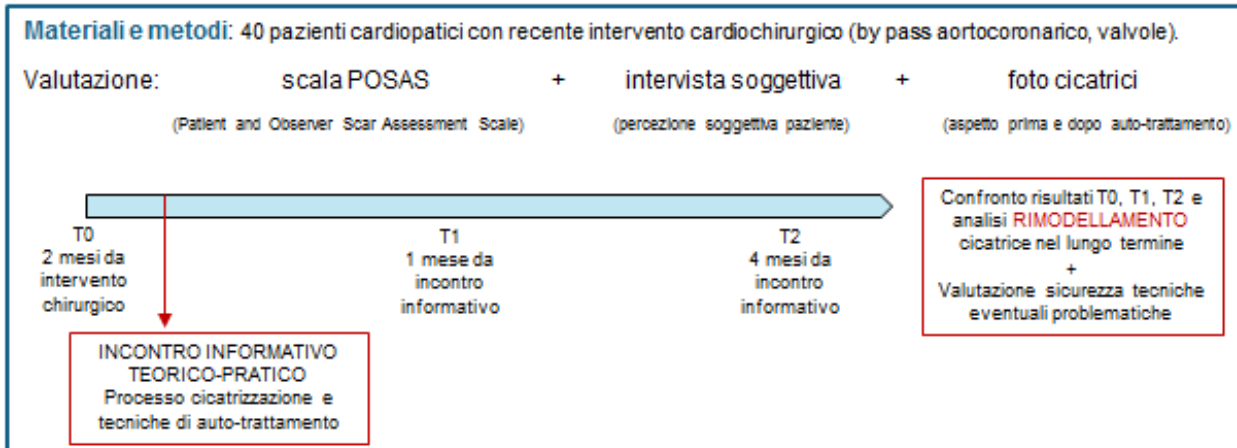 Materiali e metodi: 40 pazienti cardiopatici con recente intervento cardiochirurgico (by pass aortocoronarico, valvole).
Valutazione: scala POSAS + intervista soggettiva + foto cicatrici
(Patient and Observer Scar Assessment Scale) (percezione soggettiva paziente) (aspetto prima e dopo auto-trattamento)
T0
2 mesi da
intervento
chirurgico
INCONTRO INFORMATIVO
TEORICO-PRATICO
Processo cicatrizzazione e
tecniche di auto-trattamento
T1
1 mese da
incontro
informativo
T2
4 mesi da
incontro
informativo
Confronto risultati T0, T1, T2 e
analisi RIMODELLAMENTO
cicatrice nel lungo termine
+
Valutazione sicurezza tecniche
eventuali problematiche